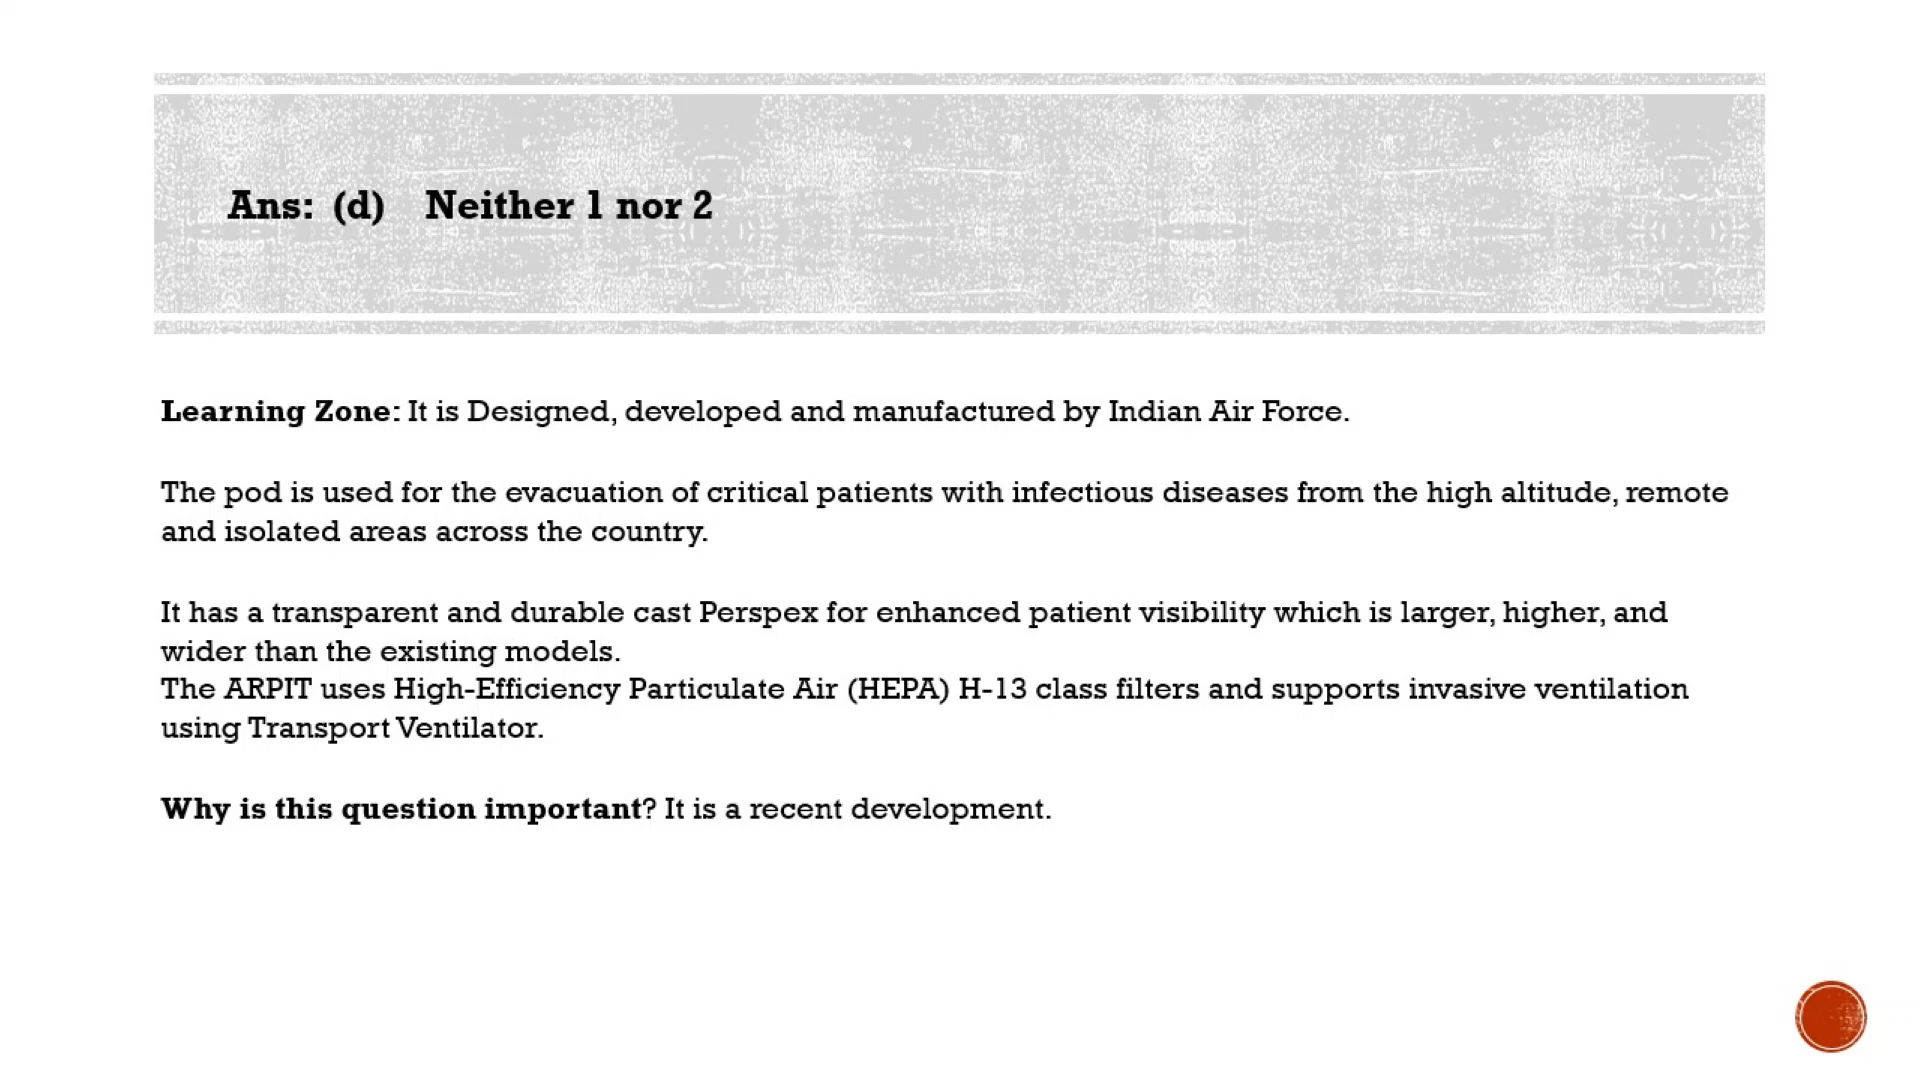 Ans: (d) Neither 1 nor 2
Learning Zone: It is Designed, developed and manufactured by Indian Air Force.
The pod is used for the evacuation of critical patients with infectious diseases from the high altitude, remote
and isolated areas across the country.
It has a transparent and durable cast Perspex for enhanced patient visibility which is larger, higher, and
wider than the existing models.
The ARPIT uses High-Efficiency Particulate Air (HEPA) H-13 class filters and supports invasive ventilation
using Transport Ventilator.
Why is this question important? It is a recent development.